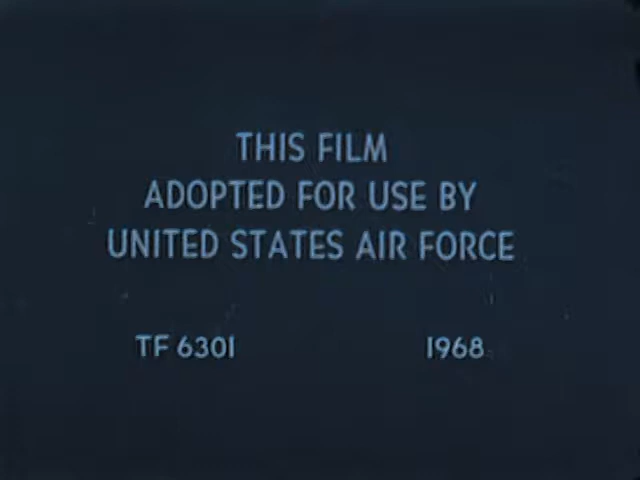 THIS FILM
ADOPTED FOR USE BY
UNITED STATES AIR FORCE
TF 6301 1968